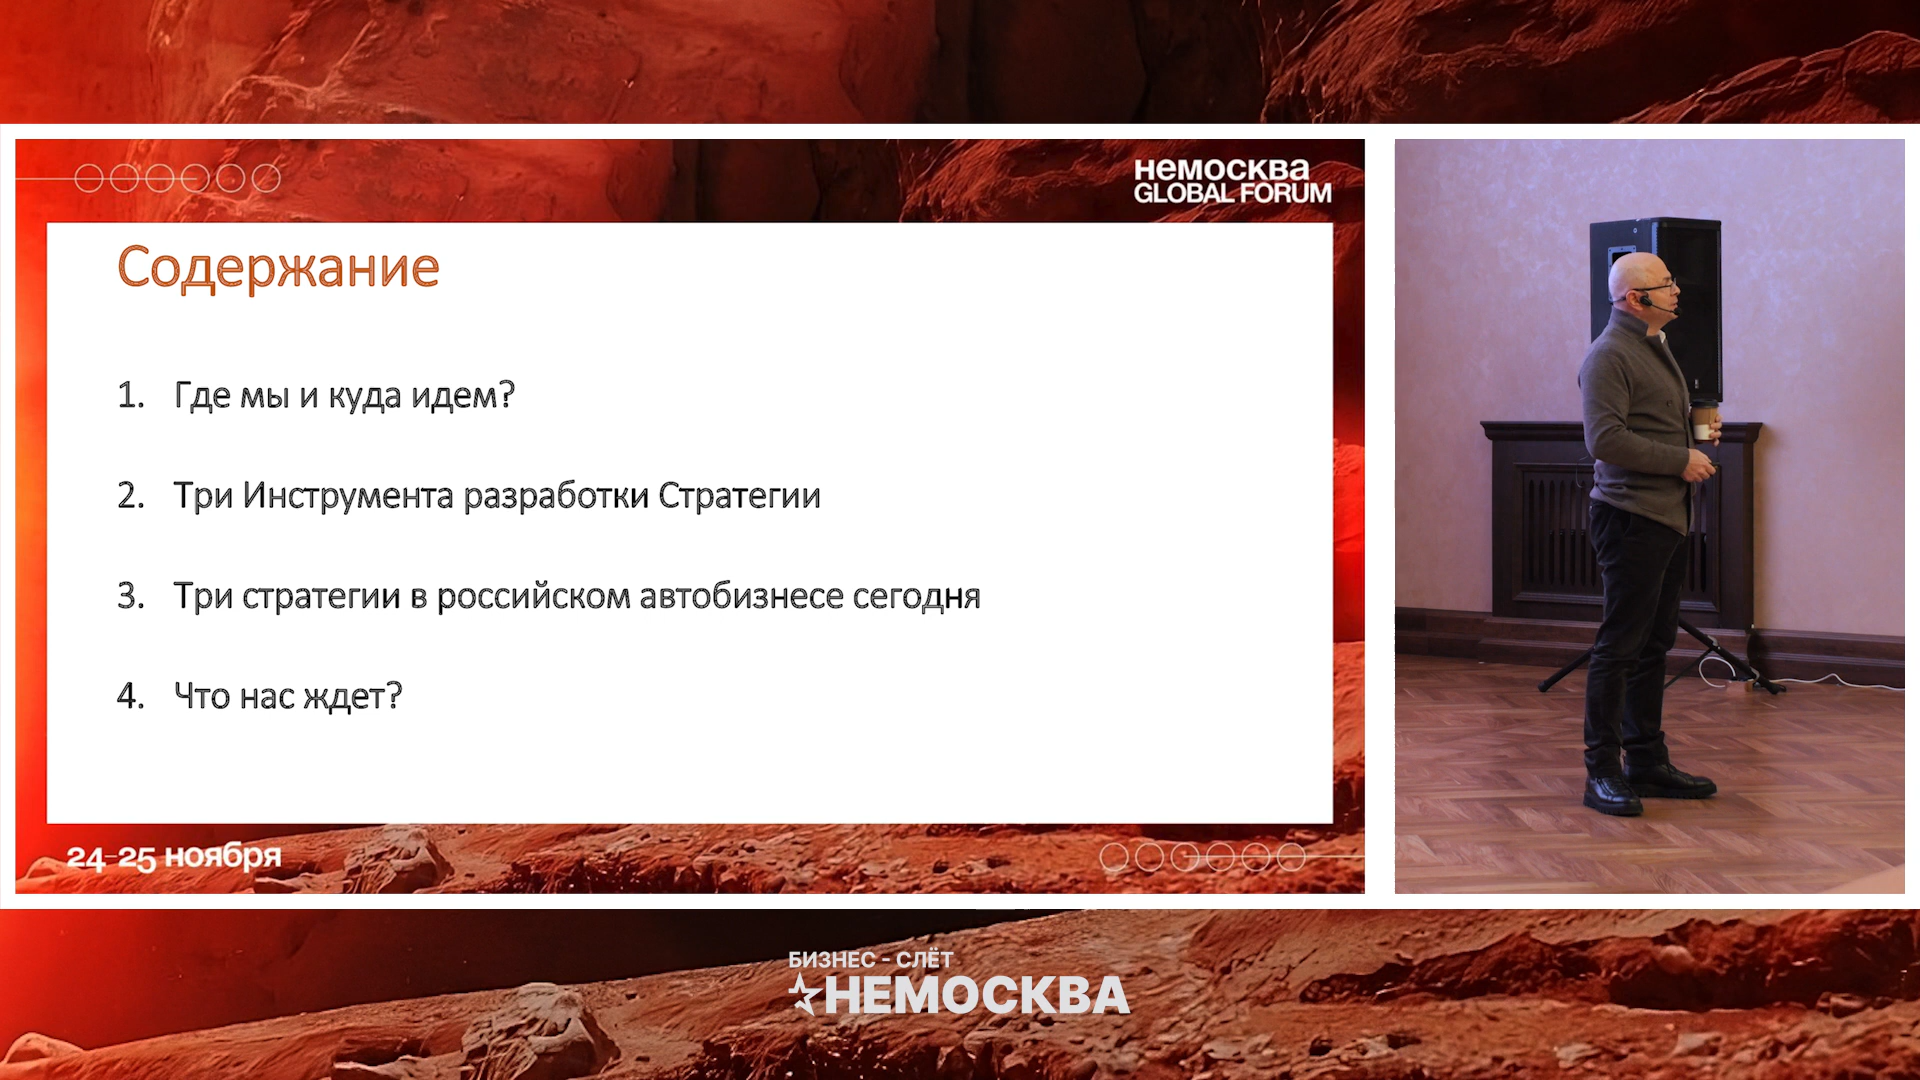 немосква
GLOBAL FORUM
Содержание
1. Где мы и куда идем?
2. Три Инструмента разработки Стратегии
3. Три стратегии в российском автобизнесе сегодня
4. Что нас ждет?
24-25 ноября
БИЗНЕС - СЛЁТ
НЕМОСКВА